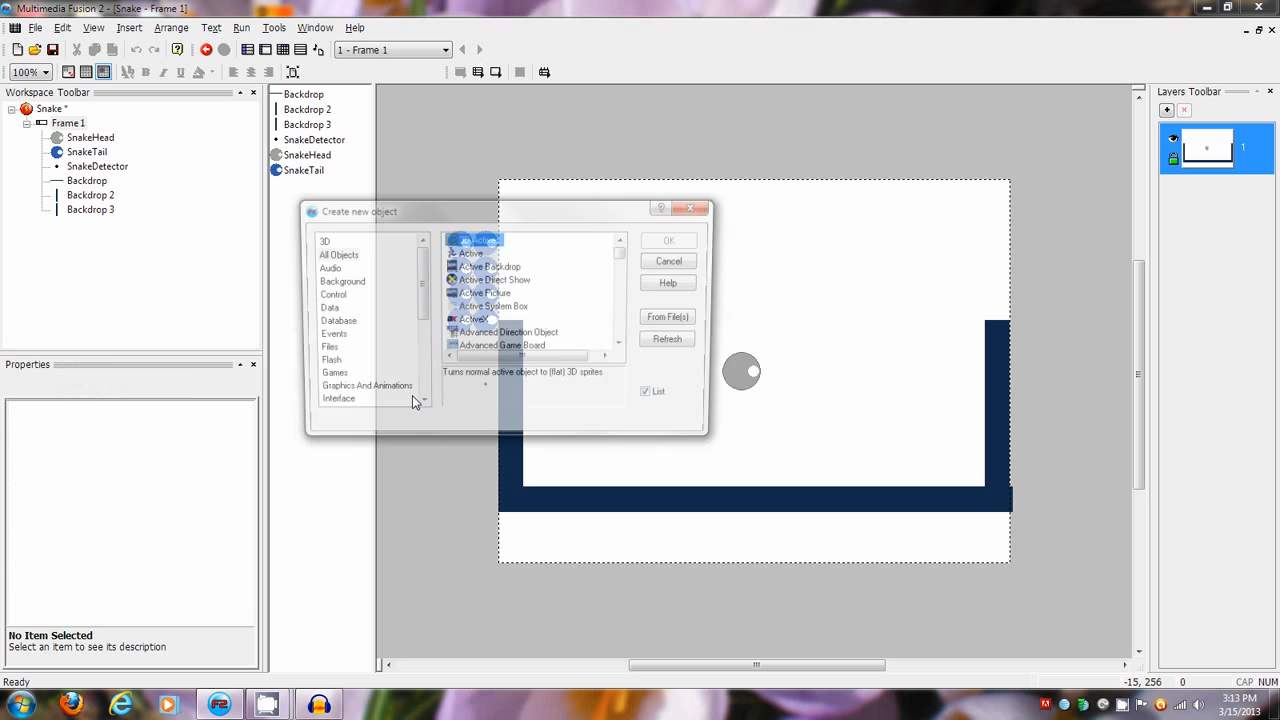 Multimedia Fusion 2 - [Snake - Frame 1]
File Edit View Insert Arrange Text Run Tools Window Help
1 - Frame 1
100%
Workspace Toolbar
Snake *
Frame 1
SnakeHead
SnakeTail
SnakeDetector
Backdrop
Backdrop 2
Backdrop 3
Properties
No Item Selected
Select an item to see its description
Backdrop
Backdrop 2
Backdrop 3
SnakeDetector
SnakeHead
SnakeTail
Create new object
3D
All Objects
Audio
Background
Control
Data
Database
Events
Files
Flash
Games
Graphics And Animations
Interface
Active
Active Backdrop
Active Direct Show
Active Picture
Active System Box
ActiveX
Advanced Direction Object
Advanced Game Board
Turns normal active object to (flat) 3D sprites
OK
Cancel
Help
From File(s)
Refresh
List
Layers Toolbar
1
Ready
-15, 256 0 CAP NUM
3:13 PM
3/15/2013